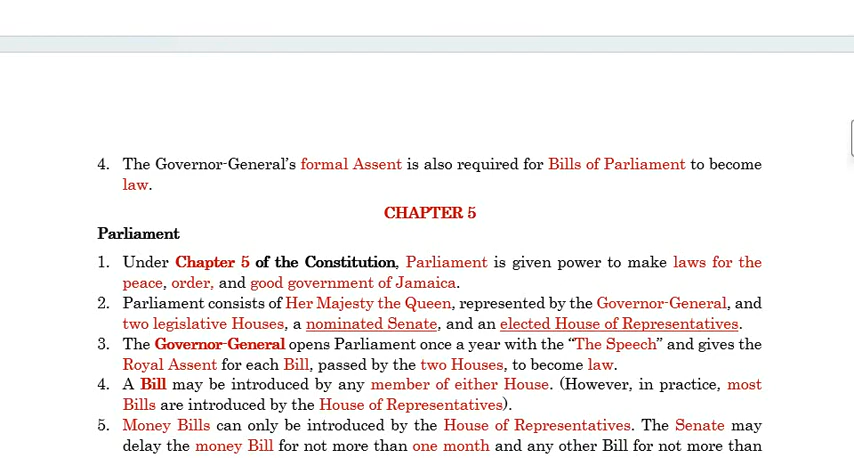 4. The Governor-General's formal Assent is also required for Bills of Parliament to become
law.
CHAPTER 5
Parliament
1. Under Chapter 5 of the Constitution, Parliament is given power to make laws for the
peace, order, and good government of Jamaica.
2. Parliament consists of Her Majesty the Queen, represented by the Governor-General, and
two legislative Houses, a nominated Senate, and an elected House of Representatives.
3. The Governor-General opens Parliament once a year with the “The Speech” and gives the
Royal Assent for each Bill, passed by the two Houses, to become law.
4. A Bill may be introduced by any member of either House. (However, in practice, most
Bills are introduced by the House of Representatives).
5. Money Bills can only be introduced by the House of Representatives. The Senate may
delay the money Bill for not more than one month and any other Bill for not more than